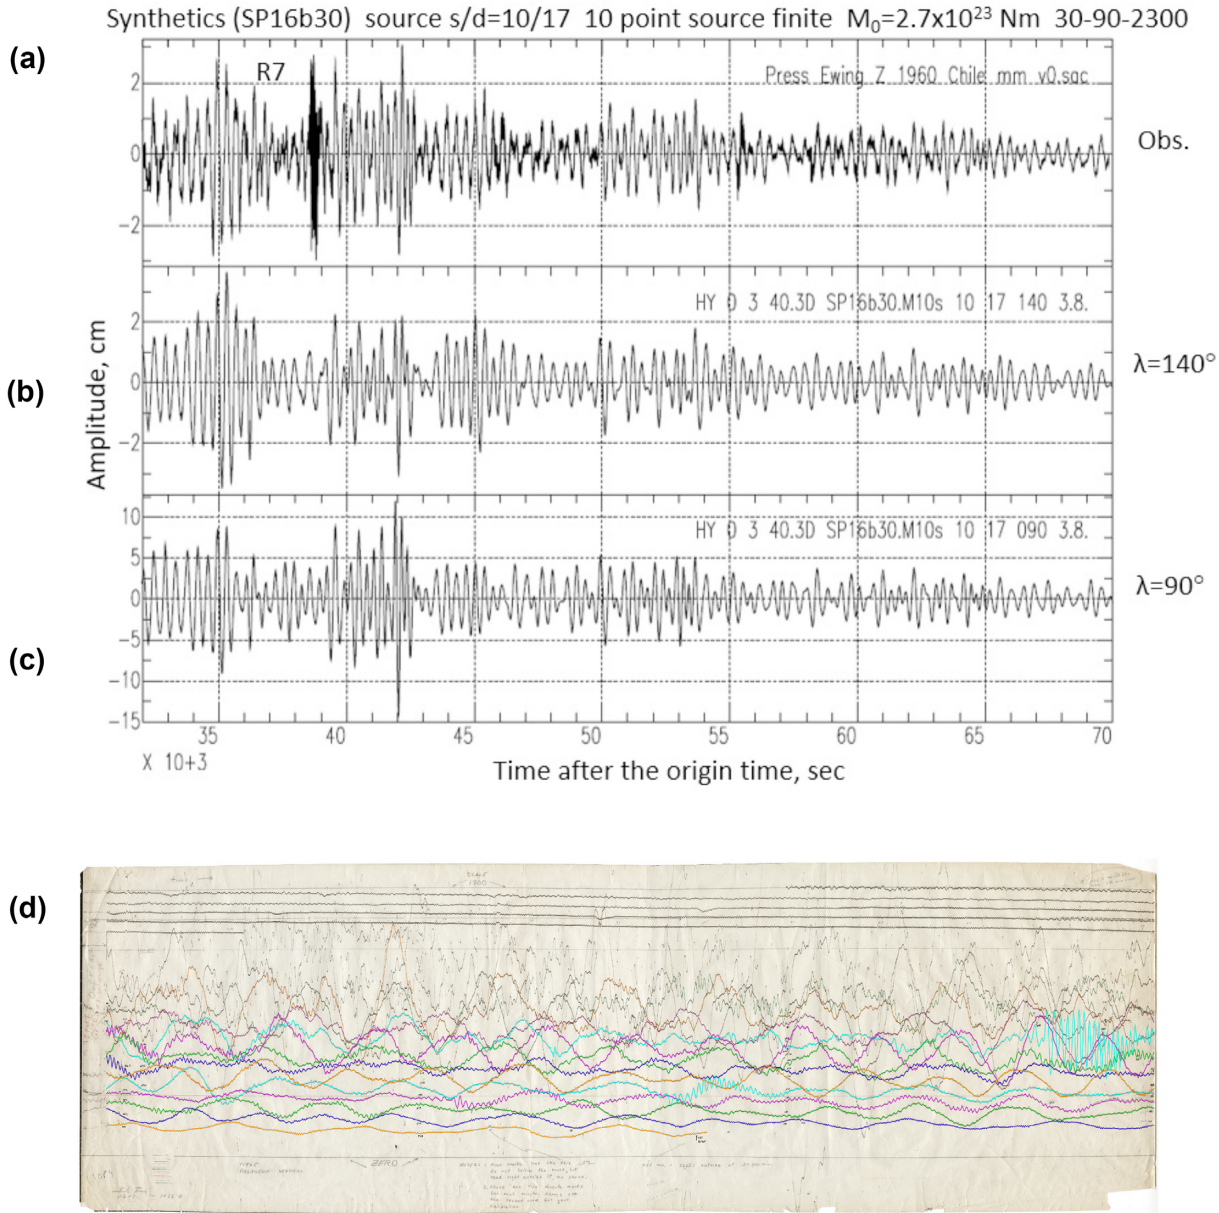 Synthetics (SP16b30) source s/d=10/17 10 point source finite M₀=2.7x10²³ Nm 30-90-2300
(a)
R7
Press Ewing Z 1960 Chile mm v0.sac
Obs.
2
0
-2
(b)
HY 0 3 40.3D SP16b30.M10s 10 17 140 3.8.
λ=140°
2
0
-2
Amplitude, cm
(c)
HY 0 3 40.3D SP16b30.M10s 10 17 090 3.8.
λ=90°
10
5
0
-5
-10
-15
35 40 45 50 55 60 65 70
X 10+3
Time after the origin time, sec
(d)
1300
ZERO